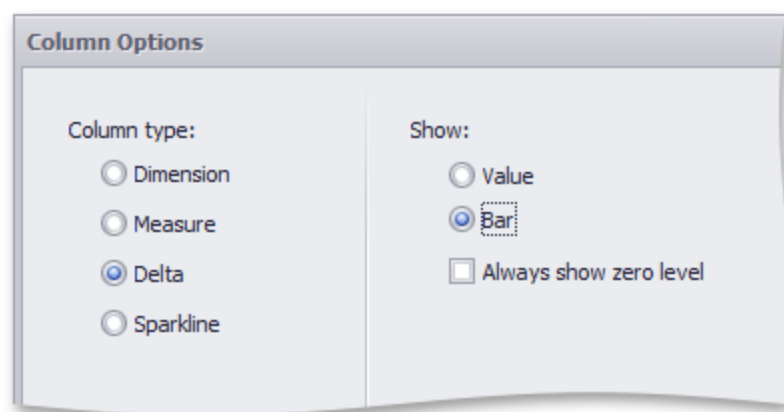 Column Options
Column type:
Dimension
Measure
Delta
Sparkline
Show:
Value
Bar
Always show zero level